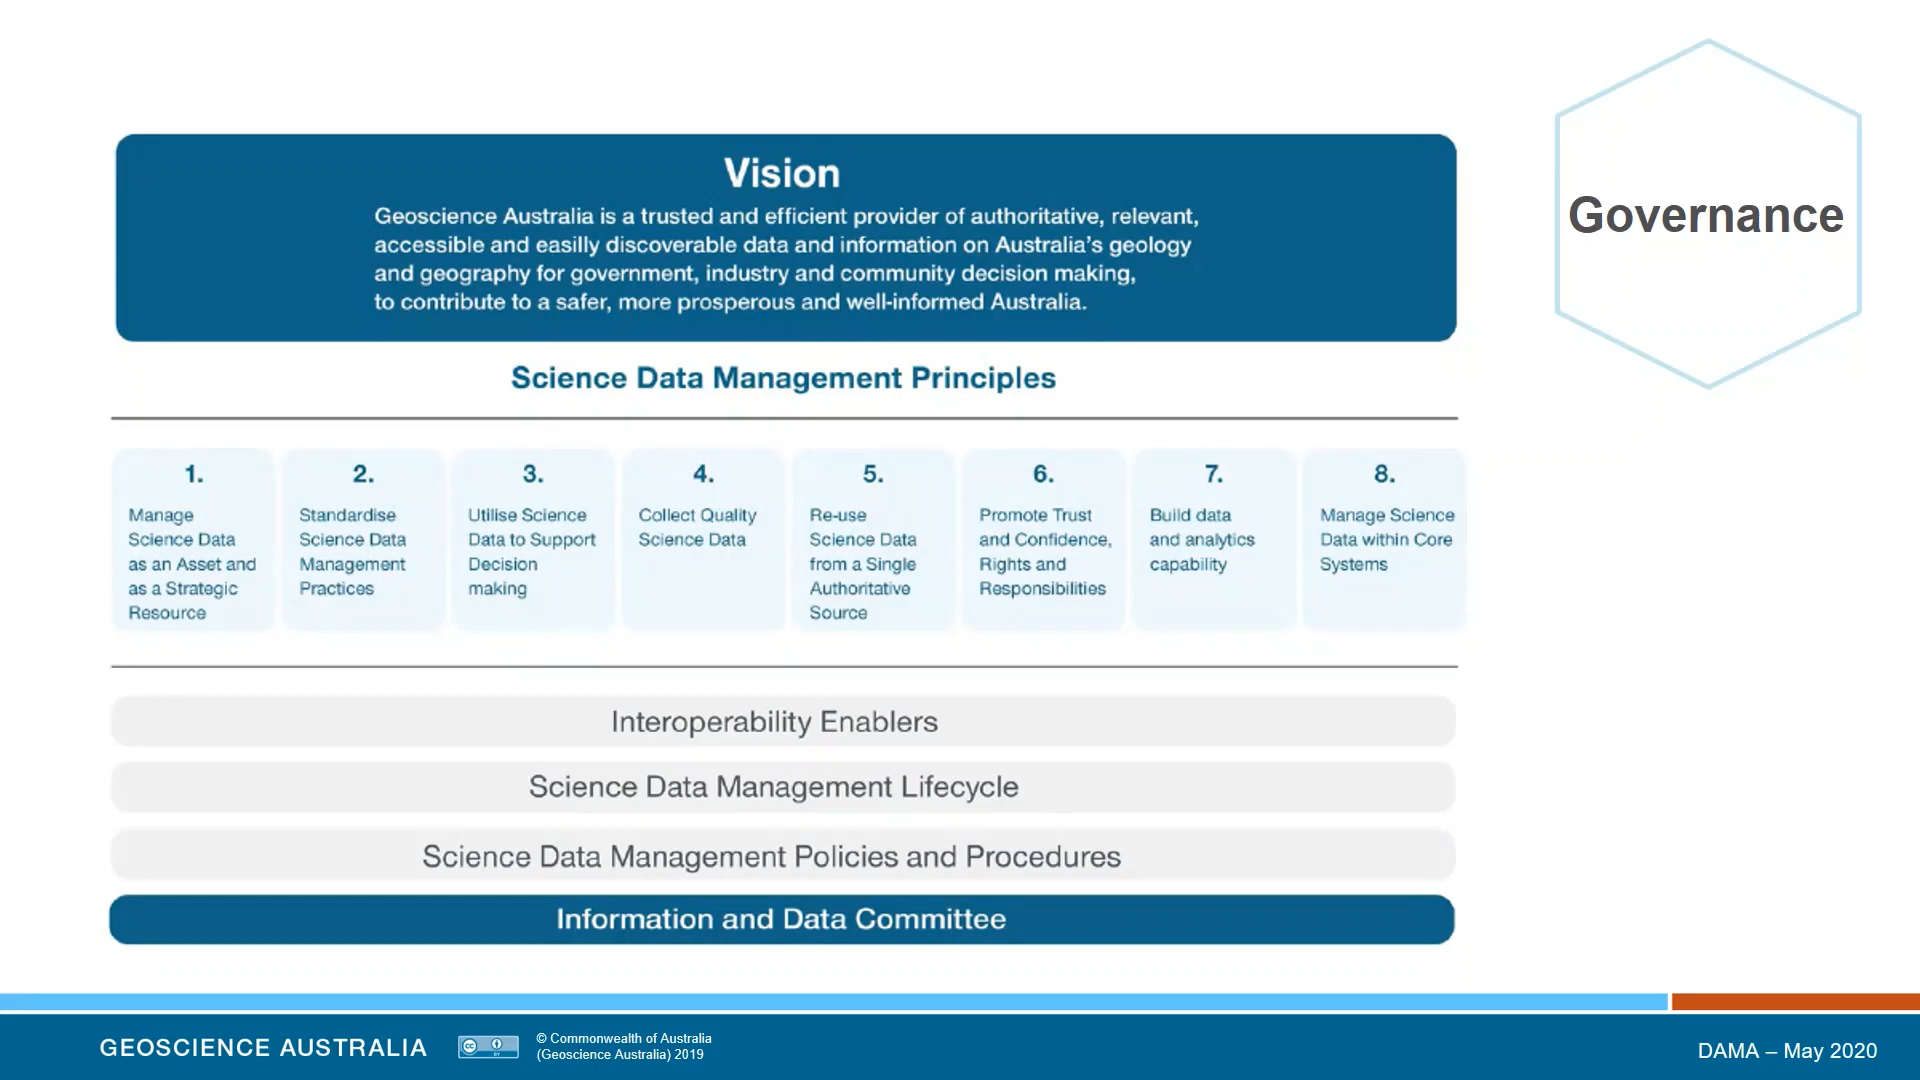 Governance
Vision
Geoscience Australia is a trusted and efficient provider of authoritative, relevant,
accessible and easilly discoverable data and information on Australia's geology
and geography for government, industry and community decision making,
to contribute to a safer, more prosperous and well-informed Australia.
Science Data Management Principles
1.
Manage
Science Data
as an Asset and
as a Strategic
Resource
2.
Standardise
Science Data
Management
Practices
3.
Utilise Science
Data to Support
Decision
making
4.
Collect Quality
Science Data
5.
Re-use
Science Data
from a Single
Authoritative
Source
6.
Promote Trust
and Confidence,
Rights and
Responsibilities
7.
Build data
and analytics
capability
8.
Manage Science
Data within Core
Systems
Interoperability Enablers
Science Data Management Lifecycle
Science Data Management Policies and Procedures
Information and Data Committee
GEOSCIENCE AUSTRALIA
cc
BY
© Commonwealth of Australia
(Geoscience Australia) 2019
DAMA – May 2020